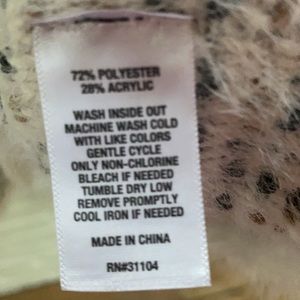 72% POLYESTER
28% ACRYLIC
WASH INSIDE OUT
MACHINE WASH COLD
WITH LIKE COLORS
GENTLE CYCLE
ONLY NON-CHLORINE
BLEACH IF NEEDED
TUMBLE DRY LOW
REMOVE PROMPTLY
COOL IRON IF NEEDED
MADE IN CHINA
RN#31104